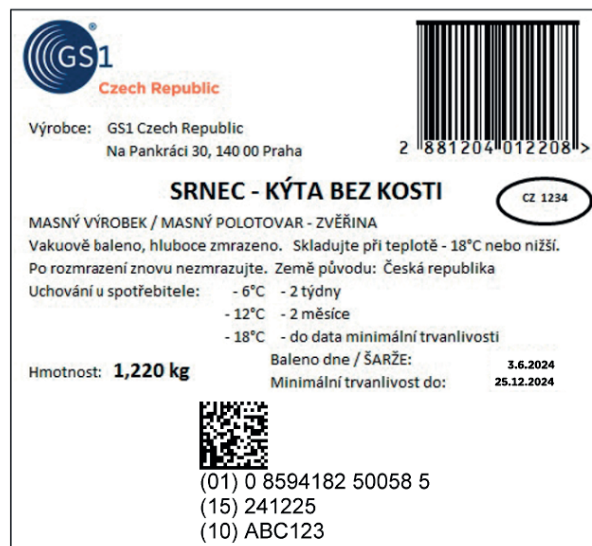 GS1
Czech Republic
2 881204 012208 >
Výrobce: GS1 Czech Republic
Na Pankráci 30, 140 00 Praha
SRNEC - KÝTA BEZ KOSTI
CZ 1234
MASNÝ VÝROBEK / MASNÝ POLOTOVAR - ZVĚŘINA
Vakuově baleno, hluboce zmrazeno. Skladujte při teplotě - 18°C nebo nižší.
Po rozmrazení znovu nezmrazujte. Země původu: Česká republika
Uchování u spotřebitele: - 6°C - 2 týdny
- 12°C - 2 měsíce
- 18°C - do data minimální trvanlivosti
Baleno dne / ŠARŽE: 3.6.2024
Hmotnost: 1,220 kg
Minimální trvanlivost do: 25.12.2024
(01) 0 8594182 50058 5
(15) 241225
(10) ABC123